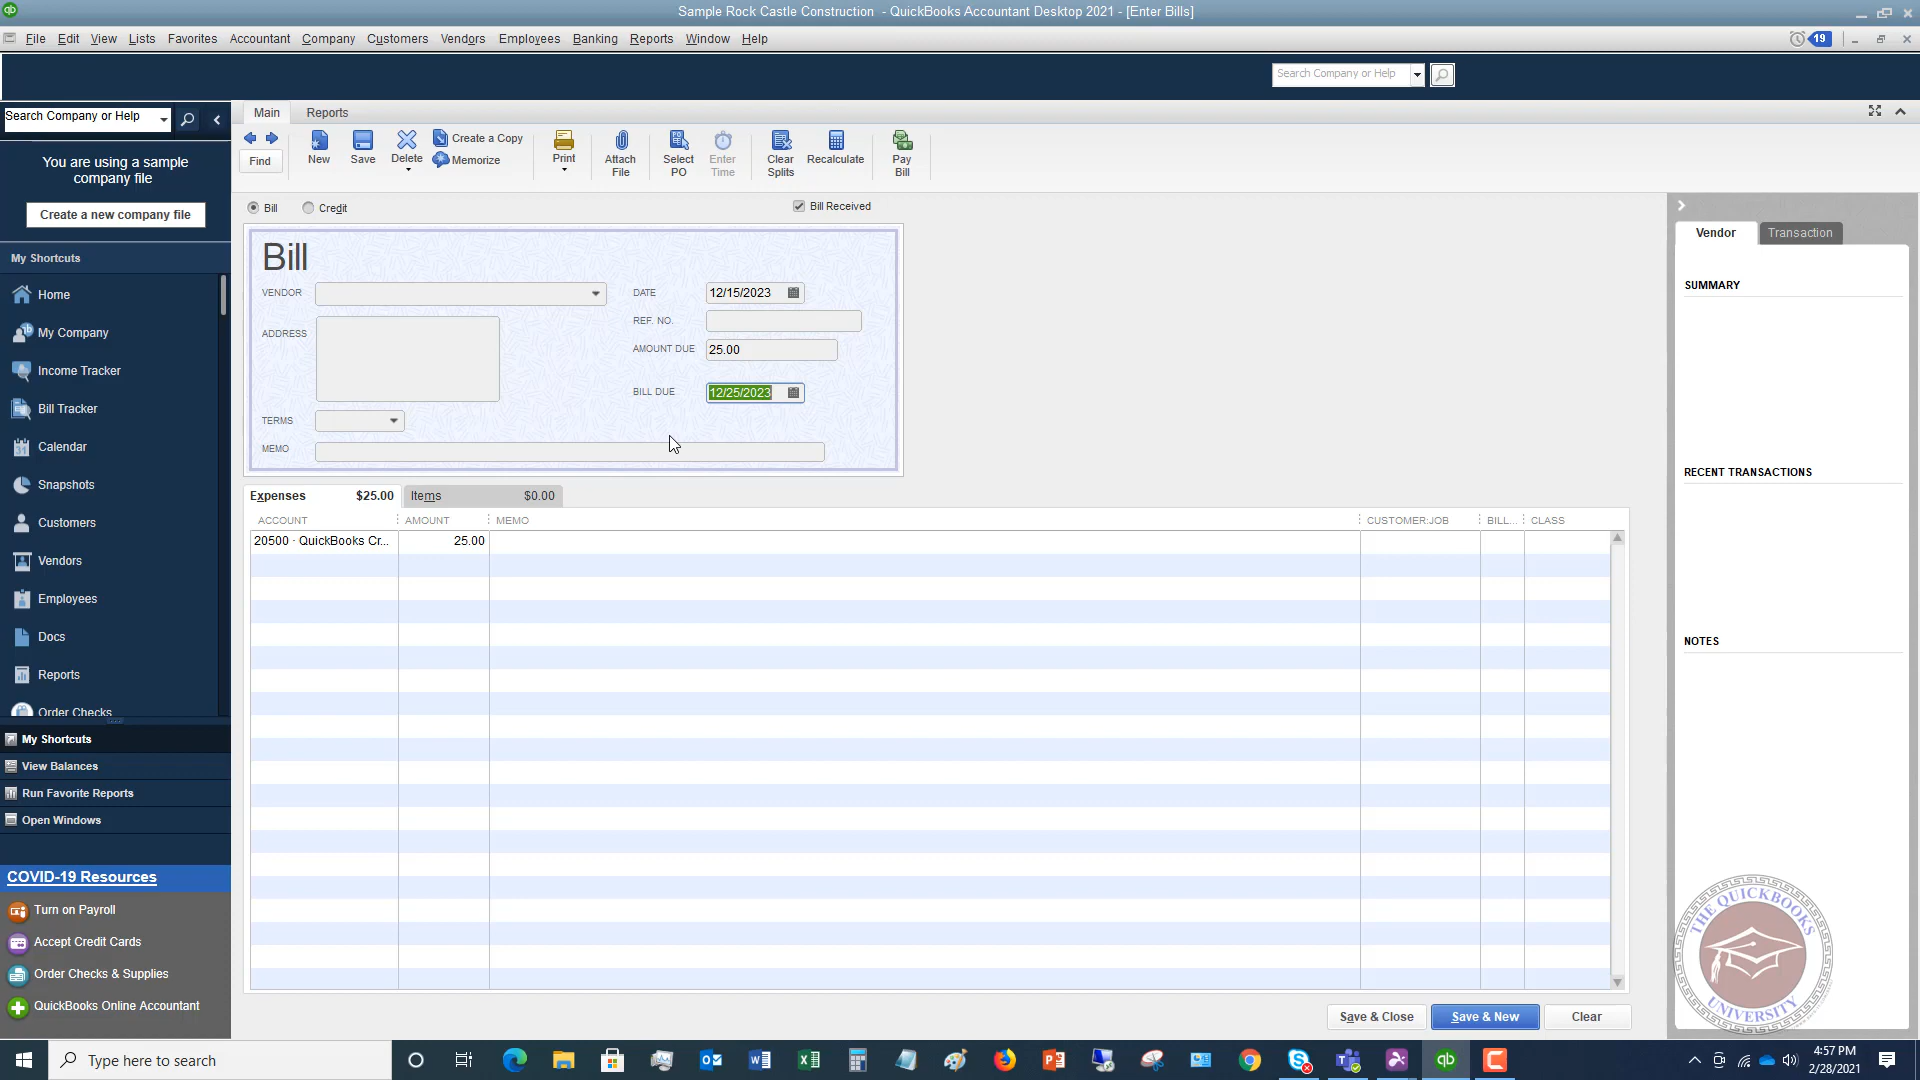 Sample Rock Castle Construction - QuickBooks Accountant Desktop 2021 - [Enter Bills]
File Edit View Lists Favorites Accountant Company Customers Vendors Employees Banking Reports Window Help
19
Search Company or Help
Search Company or Help
Main Reports
Find
New
Save
Delete
Create a Copy
Memorize
Print
Attach File
Select PO
Enter Time
Clear Splits
Recalculate
Pay Bill
You are using a sample
company file
Create a new company file
My Shortcuts
Home
My Company
Income Tracker
Bill Tracker
31
Calendar
Snapshots
Customers
Vendors
Employees
Docs
Reports
Order Checks
My Shortcuts
View Balances
Run Favorite Reports
Open Windows
COVID-19 Resources
Turn on Payroll
Accept Credit Cards
Order Checks & Supplies
QuickBooks Online Accountant
Bill Credit
Bill Received
Bill
VENDOR
DATE 12/15/2023
REF. NO.
ADDRESS
AMOUNT DUE 25.00
BILL DUE 12/25/2023
TERMS
MEMO
Expenses $25.00 Items $0.00
ACCOUNT AMOUNT MEMO CUSTOMER:JOB BILL... CLASS
20500 · QuickBooks Cr... 25.00
Save & Close Save & New Clear
Vendor Transaction
SUMMARY
RECENT TRANSACTIONS
NOTES
THE QUICKBOOKS
UNIVERSITY
Type here to search
4:57 PM
2/28/2021